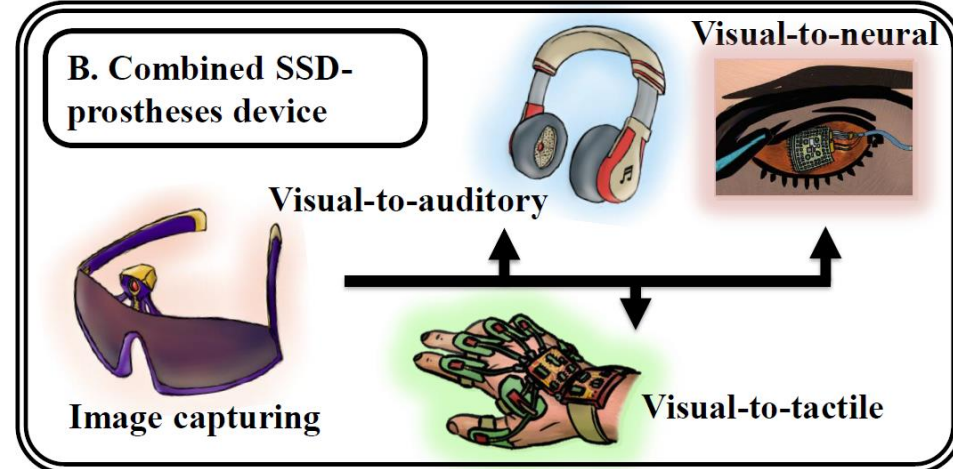 B. Combined SSD-
prostheses device
Visual-to-neural
Visual-to-auditory
Image capturing
Visual-to-tactile